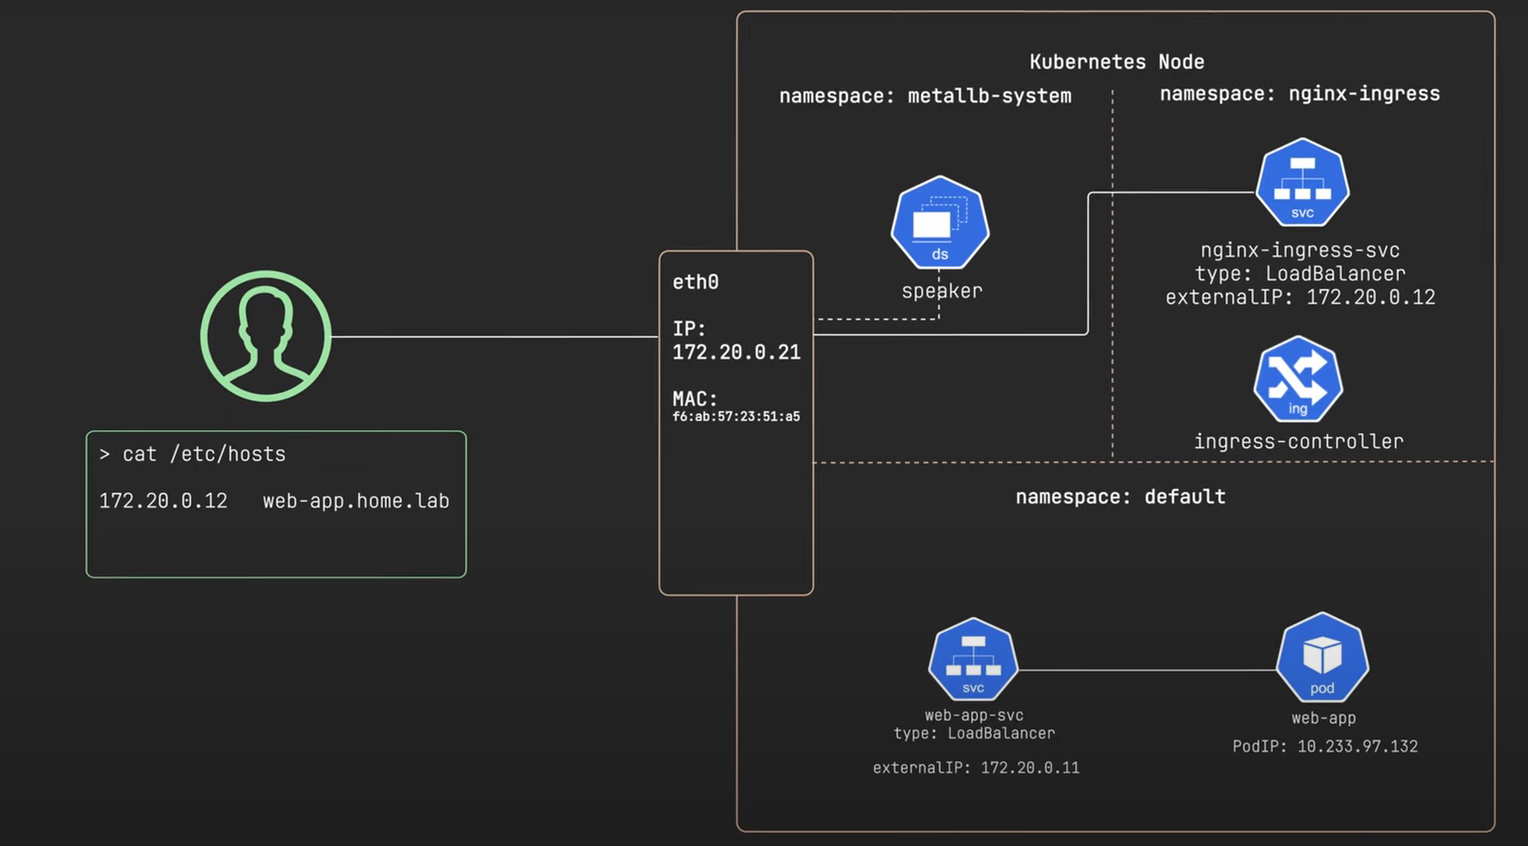 Kubernetes Node
namespace: metallb-system
namespace: nginx-ingress
ds
speaker
svc
nginx-ingress-svc
type: LoadBalancer
externalIP: 172.20.0.12
ing
ingress-controller
eth0
IP:
172.20.0.21
MAC:
f6:ab:57:23:51:a5
> cat /etc/hosts
172.20.0.12 web-app.home.lab
namespace: default
svc
web-app-svc
type: LoadBalancer
externalIP: 172.20.0.11
pod
web-app
PodIP: 10.233.97.132